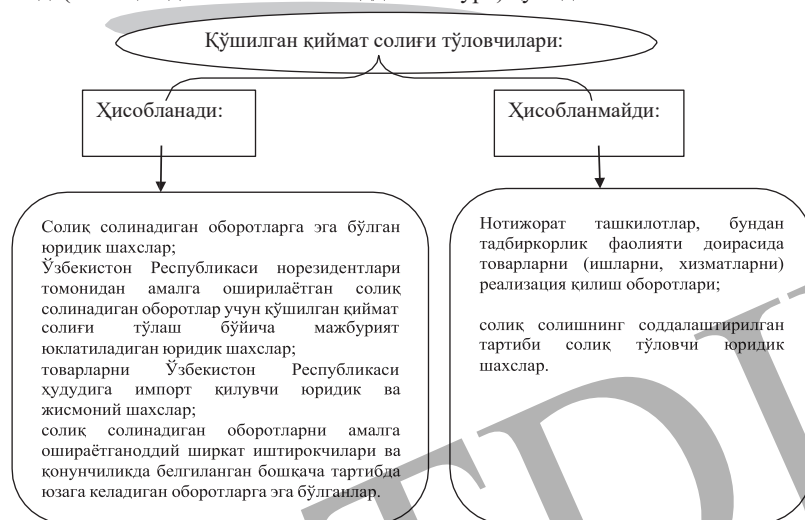 Қўшилган қиймат солиғи тўловчилари:
Ҳисобланади:
Ҳисобланмайди:
Солиқ солинадиган оборотларга эга бўлган
юридик шахслар;
Ўзбекистон Республикаси норезидентлари
томонидан амалга оширилаётган солиқ
солинадиган оборотлар учун қўшилган қиймат
солиғи тўлаш бўйича мажбурият
юклатиладиган юридик шахслар;
товарларни Ўзбекистон Республикаси
ҳудудига импорт қилувчи юридик ва
жисмоний шахслар;
солиқ солинадиган оборотларни амалга
ошираётганоддий ширкат иштирокчилари ва
қонунчиликда белгиланган бошқача тартибда
юзага келадиган оборотларга эга бўлганлар.
Нотижорат ташкилотлар, бундан
тадбиркорлик фаолияти доирасида
товарларни (ишларни, хизматларни)
реализация қилиш оборотлари;
солиқ солишнинг соддалаштирилган
тартиби солиқ тўловчи юридик
шахслар.